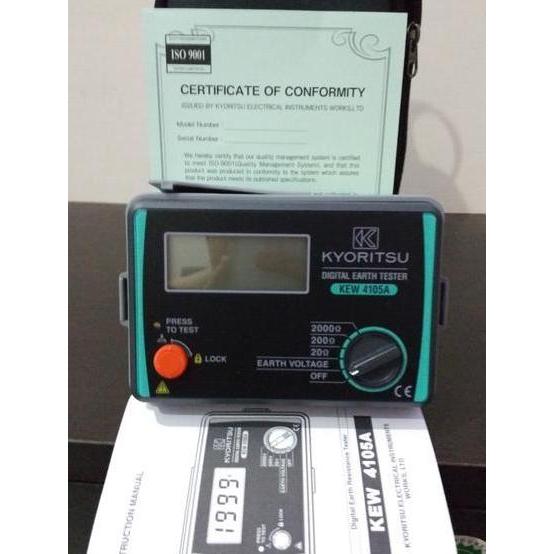 ISO 9001
CERTIFICATE OF CONFORMITY
ISSUED BY KYORITSU ELECTRICAL INSTRUMENTS WORKS,LTD
Model Number
Serial Number
We hereby certify that our quality management system is certified
to meet ISO-9001(Quality Management System), and that this
product was produced in conformity to the system which assures
that the product meets its published specifications.
KYORITSU
DIGITAL EARTH TESTER
KEW 4105A
PRESS
TO TEST
LOCK
2000Ω
200Ω
20Ω
EARTH VOLTAGE
OFF
CE
INSTRUCTION MANUAL
KYORITSU
1999
PRESS
TO TEST
LOCK
Digital Earth Resistance Tester
KEW 4105A
KYORITSU ELECTRICAL INSTRUMENTS
WORKS, LTD